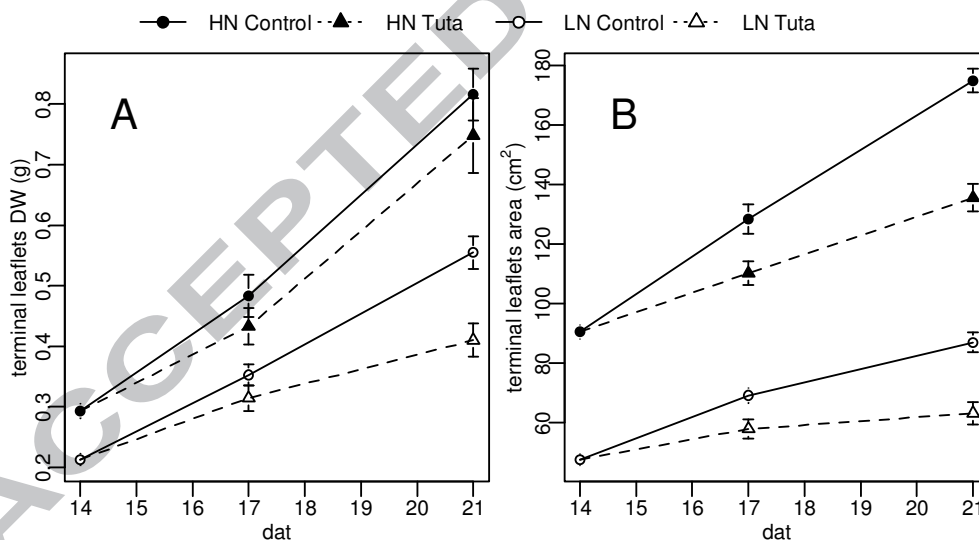 HN Control HN Tuta LN Control LN Tuta
ACCEPTED
A
terminal leaflets DW (g)
0.2 0.3 0.4 0.5 0.6 0.7 0.8
14 15 16 17 18 19 20 21
dat
B
terminal leaflets area (cm²)
60 80 100 120 140 160 180
14 15 16 17 18 19 20 21
dat